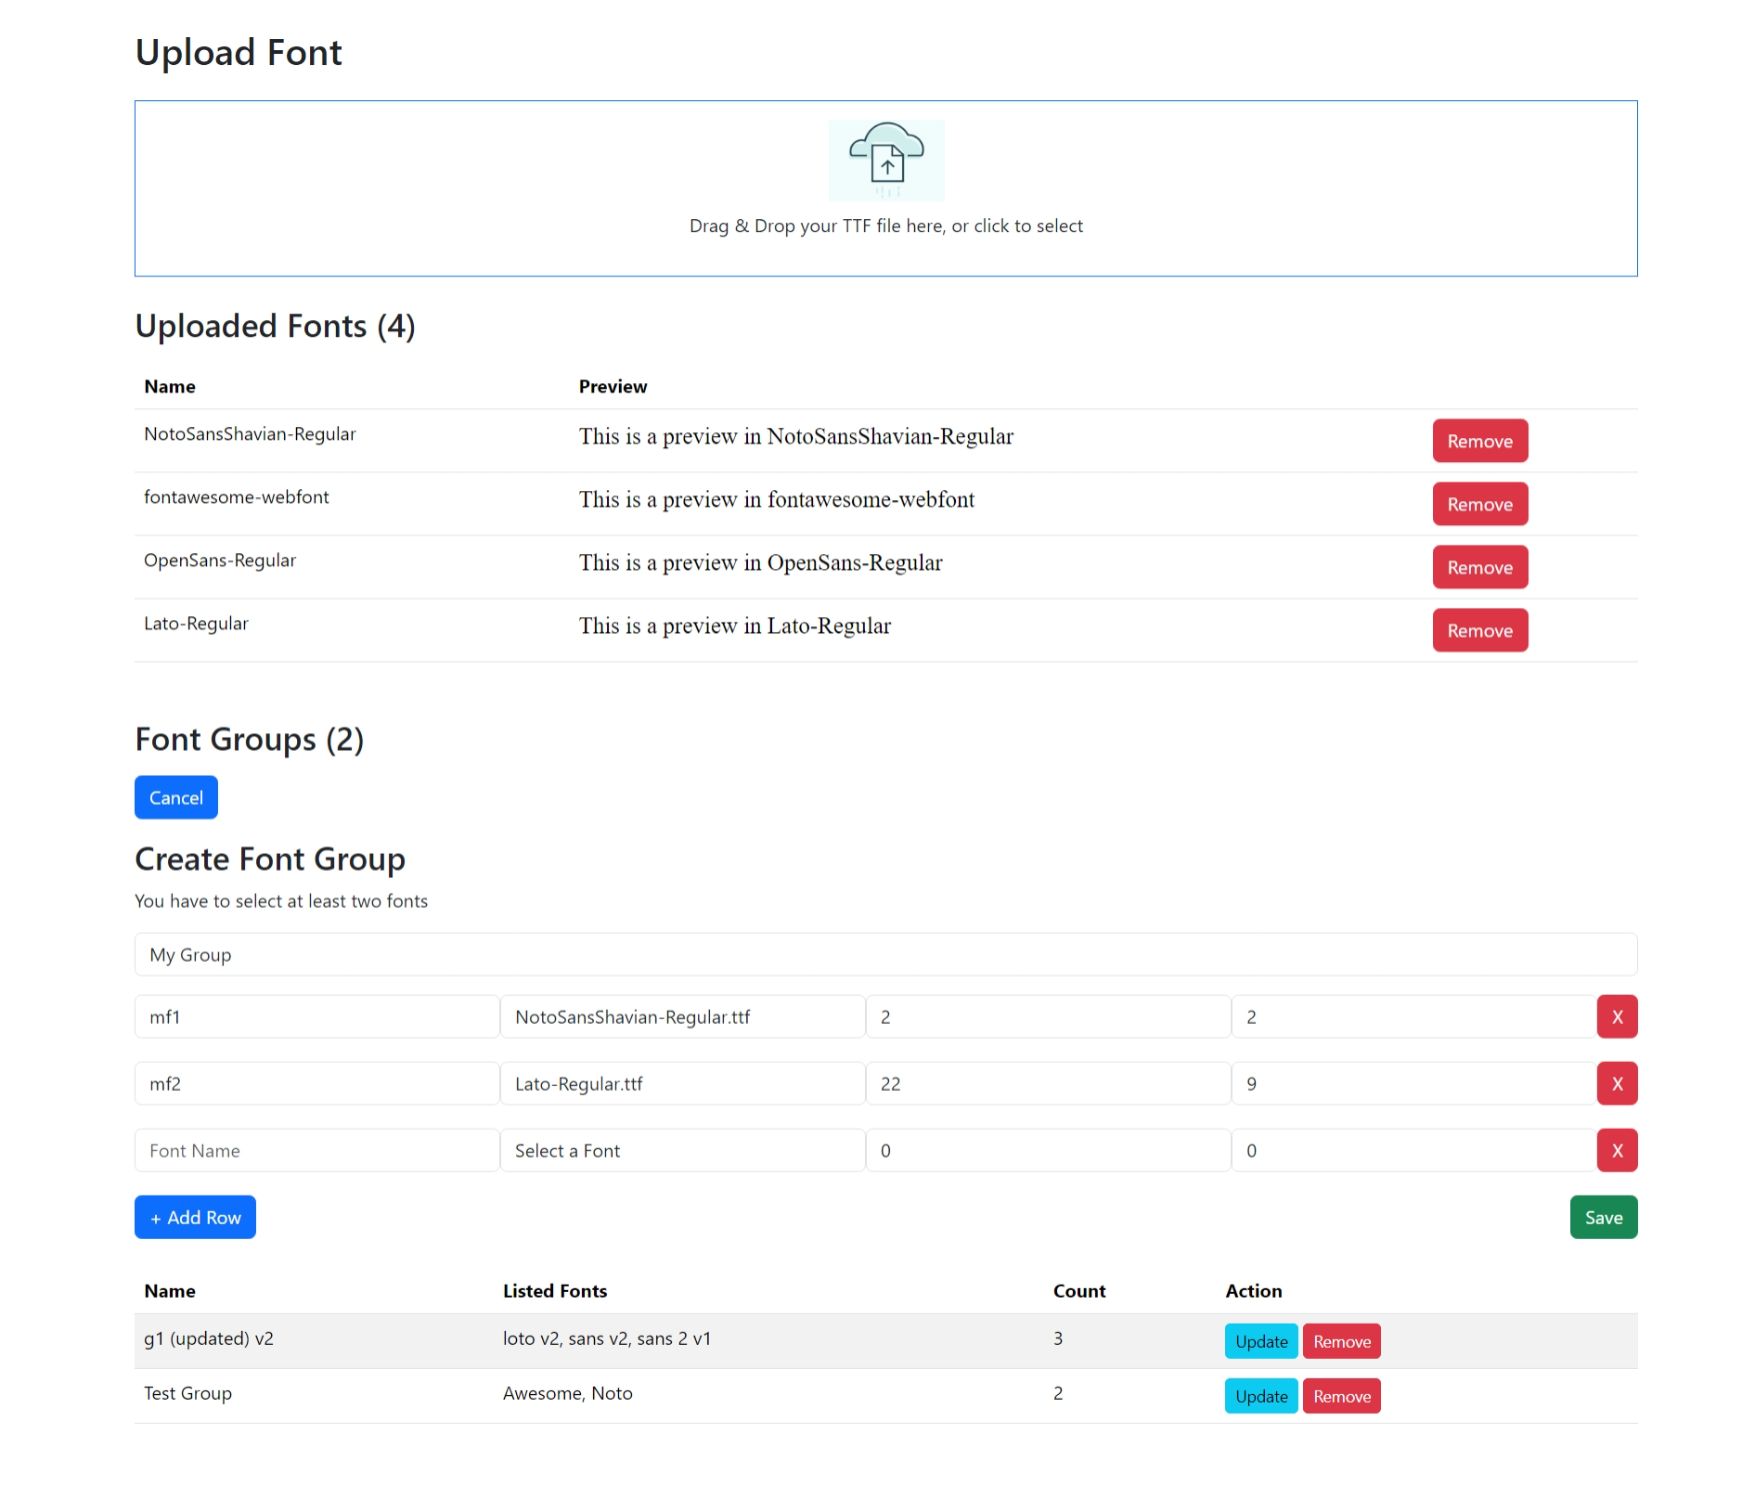 Upload Font
Drag & Drop your TTF file here, or click to select
Uploaded Fonts (4)
Name Preview
NotoSansShavian-Regular This is a preview in NotoSansShavian-Regular Remove
fontawesome-webfont This is a preview in fontawesome-webfont Remove
OpenSans-Regular This is a preview in OpenSans-Regular Remove
Lato-Regular This is a preview in Lato-Regular Remove
Font Groups (2)
Cancel
Create Font Group
You have to select at least two fonts
My Group
mf1 NotoSansShavian-Regular.ttf 2 2 X
mf2 Lato-Regular.ttf 22 9 X
Font Name Select a Font 0 0 X
+ Add Row Save
Name Listed Fonts Count Action
g1 (updated) v2 loto v2, sans v2, sans 2 v1 3 Update Remove
Test Group Awesome, Noto 2 Update Remove